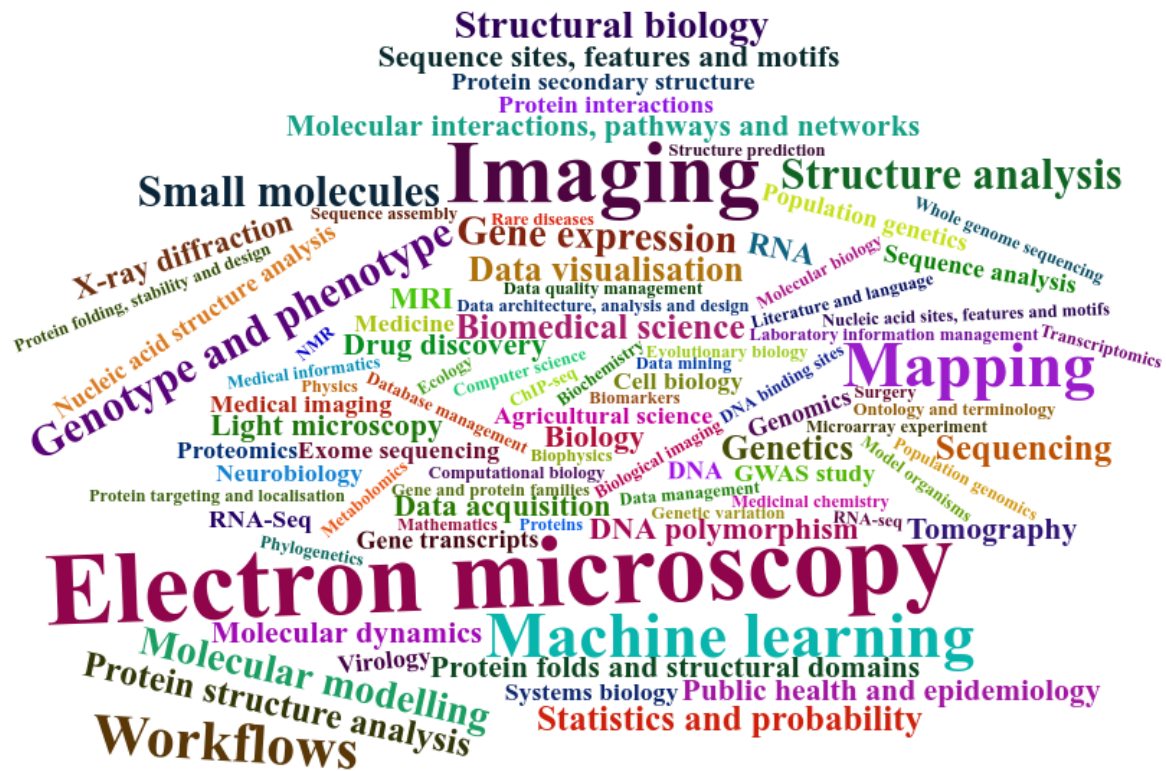 Structural biology
Sequence sites, features and motifs
Protein secondary structure
Protein interactions
Molecular interactions, pathways and networks
Imaging
Structure prediction
Structure analysis
Small molecules
Population genetics
Whole genome sequencing
Sequence assembly
Rare diseases
X-ray diffraction
Gene expression
RNA
Protein folding, stability and design
Nucleic acid structure analysis
Genotype and phenotype
Molecular biology
Sequence analysis
Data visualisation
Data quality management
MRI
Data architecture, analysis and design
Literature and language
Nucleic acid sites, features and motifs
Medicine
Biomedical science
Laboratory information management
Transcriptomics
NMR
Drug discovery
Evolutionary biology
Mapping
Medical informatics
Ecology
Computer science
Biochemistry
Data mining
DNA binding sites
Physics
Database management
ChIP-seq
Cell biology
Biomarkers
Surgery
Medical imaging
Agricultural science
Genomics
Ontology and terminology
Light microscopy
Biology
Microarray experiment
Proteomics
Exome sequencing
Biophysics
Biological imaging
Genetics
Model organisms
Population genomics
Sequencing
Neurobiology
Metabolomics
Computational biology
DNA
GWAS study
Protein targeting and localisation
Gene and protein families
Data management
Medicinal chemistry
Data acquisition
Genetic variation
RNA-Seq
Mathematics
Proteins
DNA polymorphism
RNA-seq
Tomography
Phylogenetics
Gene transcripts
Electron microscopy
Molecular dynamics
Machine learning
Molecular modelling
Virology
Protein folds and structural domains
Protein structure analysis
Systems biology
Public health and epidemiology
Statistics and probability
Workflows